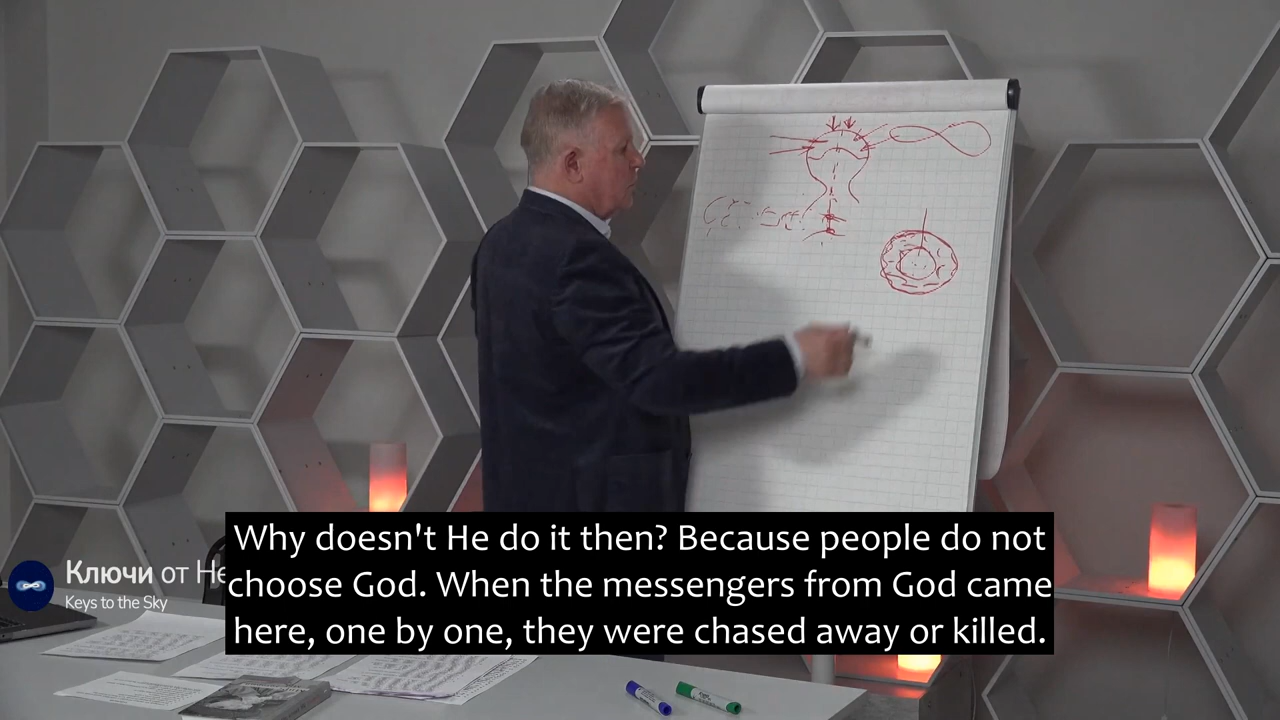 Ключи от Не
Keys to the Sky
Why doesn't He do it then? Because people do not
choose God. When the messengers from God came
here, one by one, they were chased away or killed.